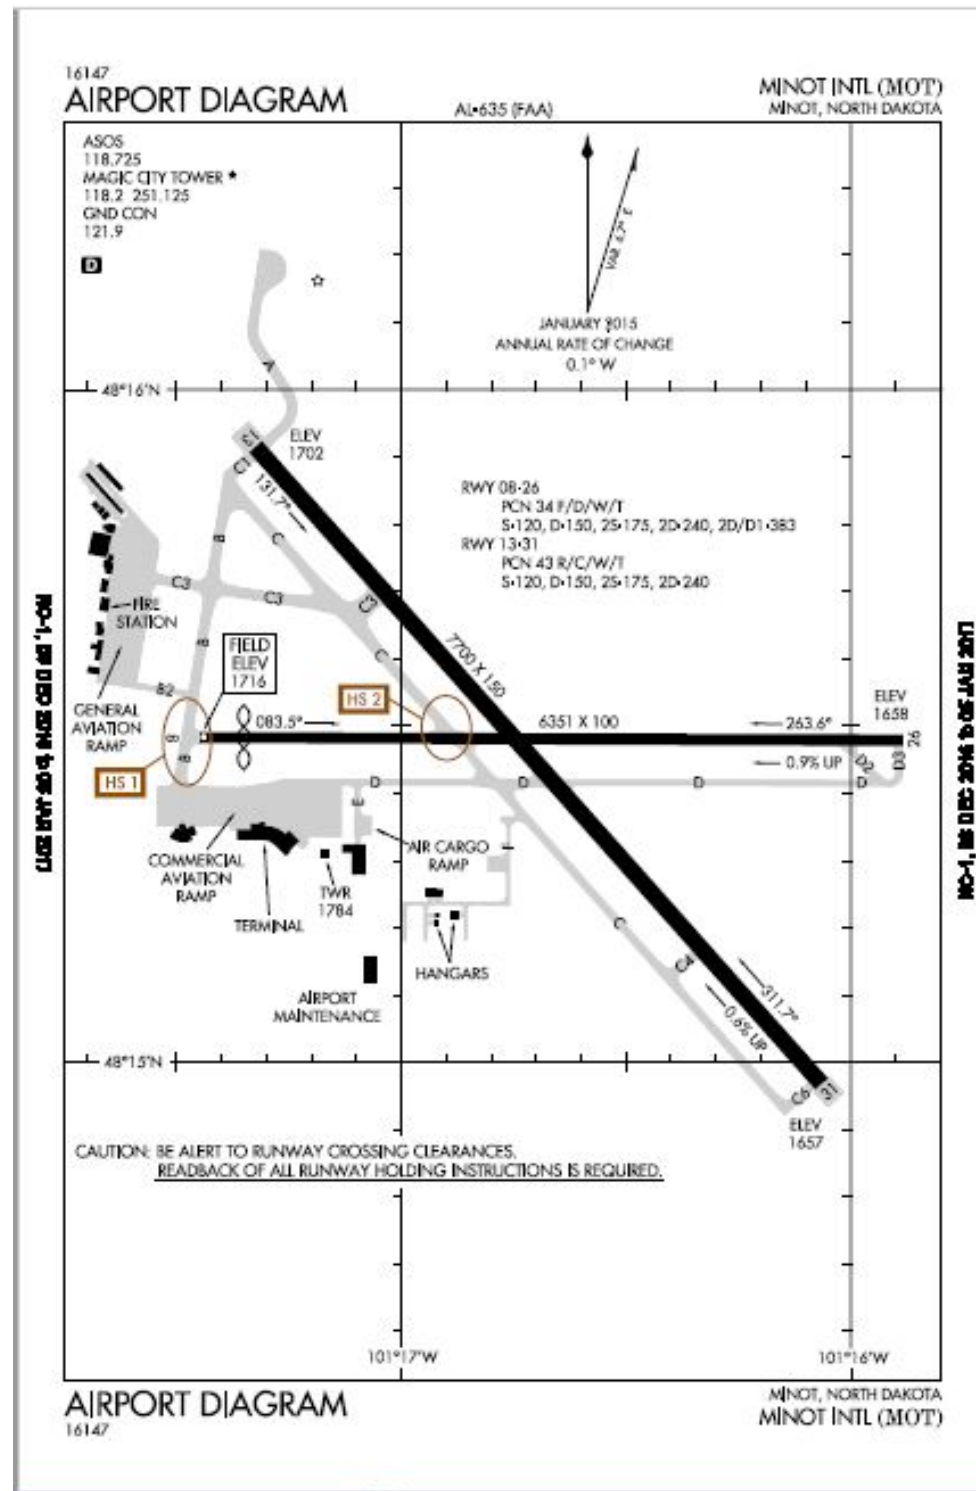 16147
AIRPORT DIAGRAM
AL-635 (FAA)
MINOT INTL (MOT)
MINOT, NORTH DAKOTA
ASOS
118.725
MAGIC CITY TOWER ★
118.2 251.125
GND CON
121.9
D
VAR 6.7° E
JANUARY 2015
ANNUAL RATE OF CHANGE
0.1° W
48°16'N
A
13
ELEV
1702
C1
131.7°
RWY 08-26
PCN 34 F/D/W/T
S-120, D-150, 2S-175, 2D-240, 2D/D1-383
RWY 13-31
PCN 43 R/C/W/T
S-120, D-150, 2S-175, 2D-240
B
C
C3
C3
C3
FIRE
STATION
B
7700 X 150
C
FIELD
ELEV
1716
B2
HS 2
GENERAL
AVIATION
RAMP
083.5°
6351 X 100
263.6°
ELEV
1658
26
8
B
0.9% UP
D2
D3
HS 1
D
D
D
D
E
COMMERCIAL
AVIATION
RAMP
AIR CARGO
RAMP
TWR
1784
TERMINAL
HANGARS
C
C4
AIRPORT
MAINTENANCE
311.7°
0.6% UP
48°15'N
C6
31
ELEV
1657
CAUTION: BE ALERT TO RUNWAY CROSSING CLEARANCES.
READBACK OF ALL RUNWAY HOLDING INSTRUCTIONS IS REQUIRED.
101°17'W
101°16'W
AIRPORT DIAGRAM
16147
MINOT, NORTH DAKOTA
MINOT INTL (MOT)